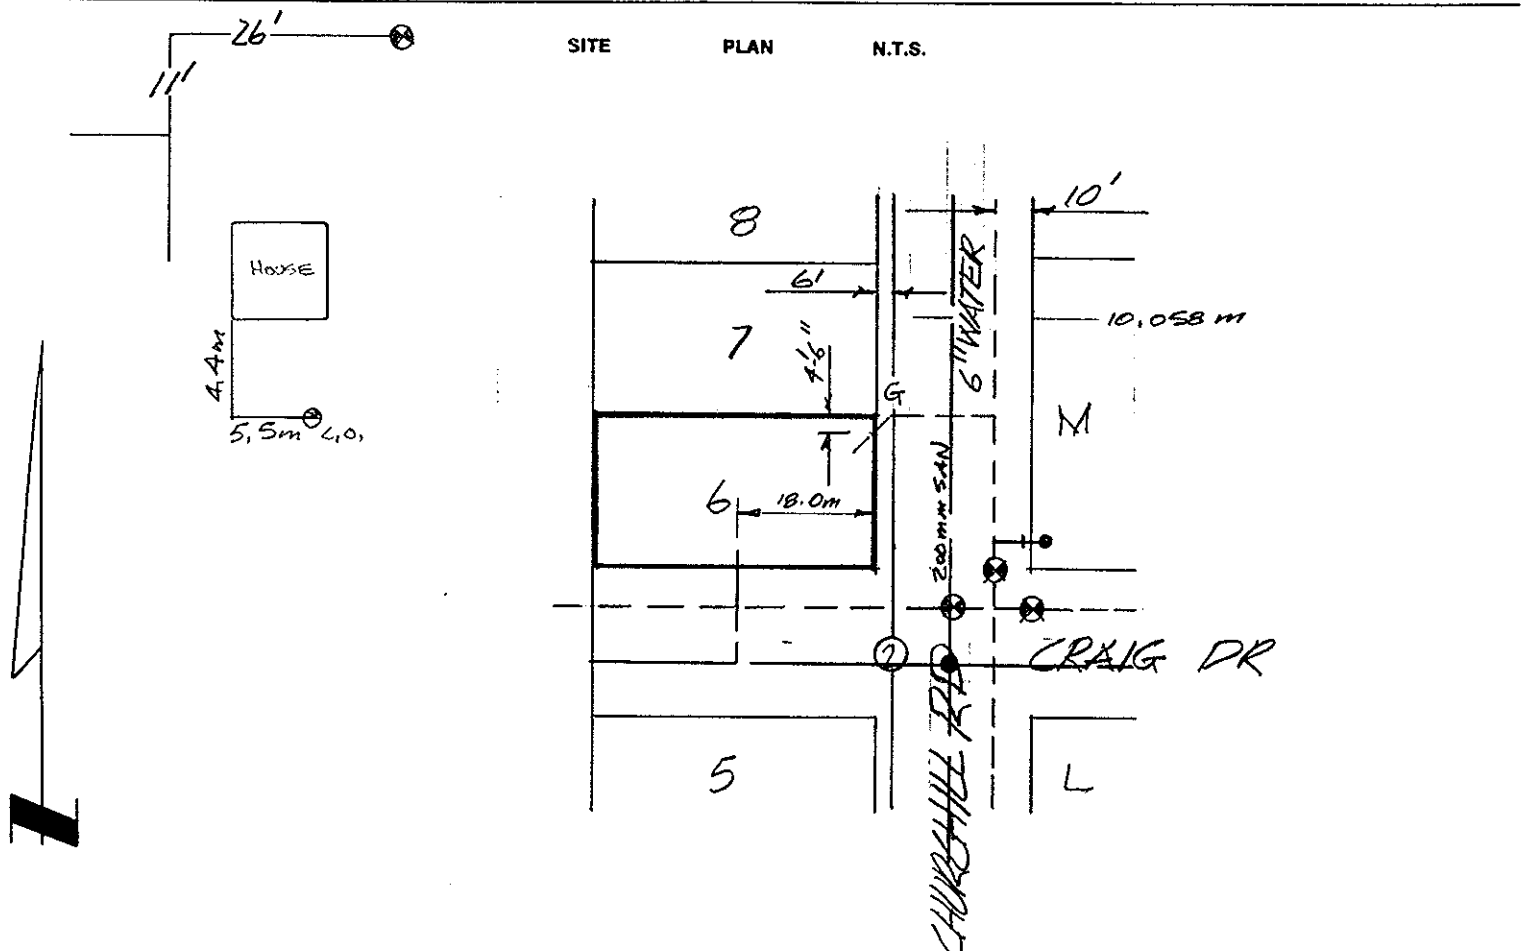 26'
SITE PLAN N.T.S.
11'
10'
8
HOUSE
6'
6" WATER
10,058 m
7
4'-6"
4,4m
G
M
5,5m C,O,
200mm SAN
6
18.0m
2
CRAIG DR
CHURCHILL RD
5
L